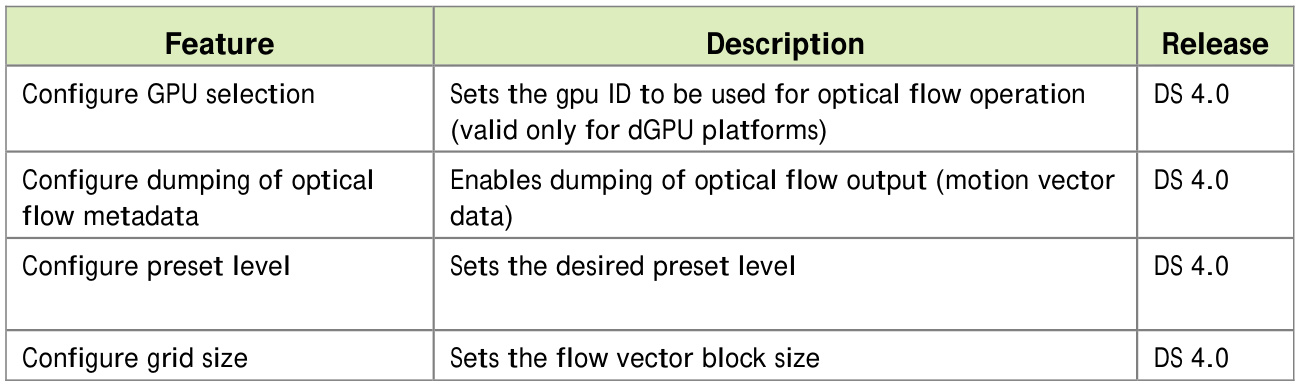 Feature Description Release
Configure GPU selection Sets the gpu ID to be used for optical flow operation DS 4.0
(valid only for dGPU platforms)
Configure dumping of optical Enables dumping of optical flow output (motion vector DS 4.0
flow metadata data)
Configure preset level Sets the desired preset level DS 4.0
Configure grid size Sets the flow vector block size DS 4.0